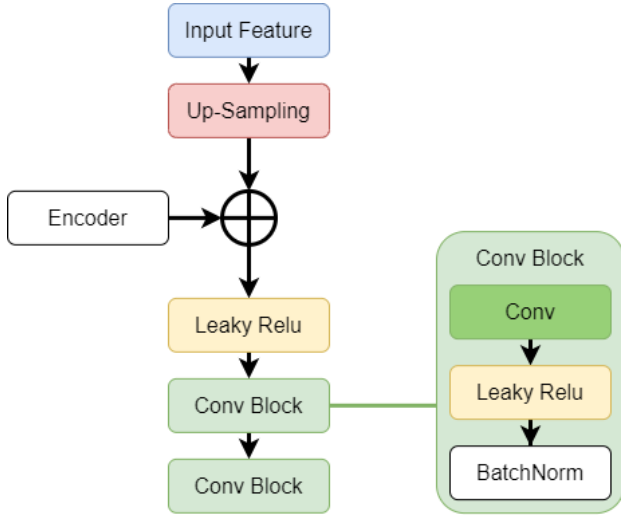 Input Feature
Up-Sampling
Encoder
Leaky Relu
Conv Block
Conv Block
Conv Block
Conv
Leaky Relu
BatchNorm